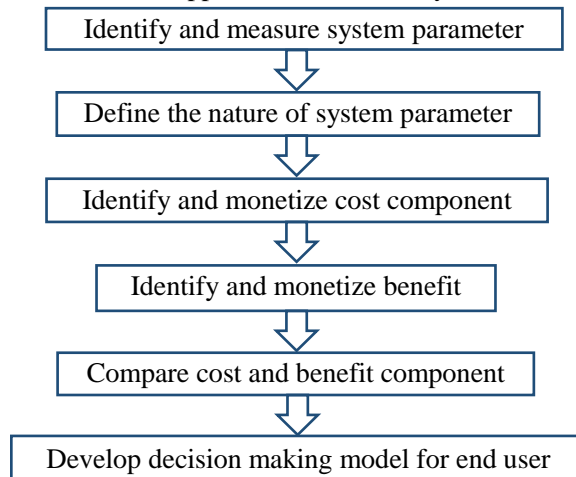 Identify and measure system parameter
Define the nature of system parameter
Identify and monetize cost component
Identify and monetize benefit
Compare cost and benefit component
Develop decision making model for end user